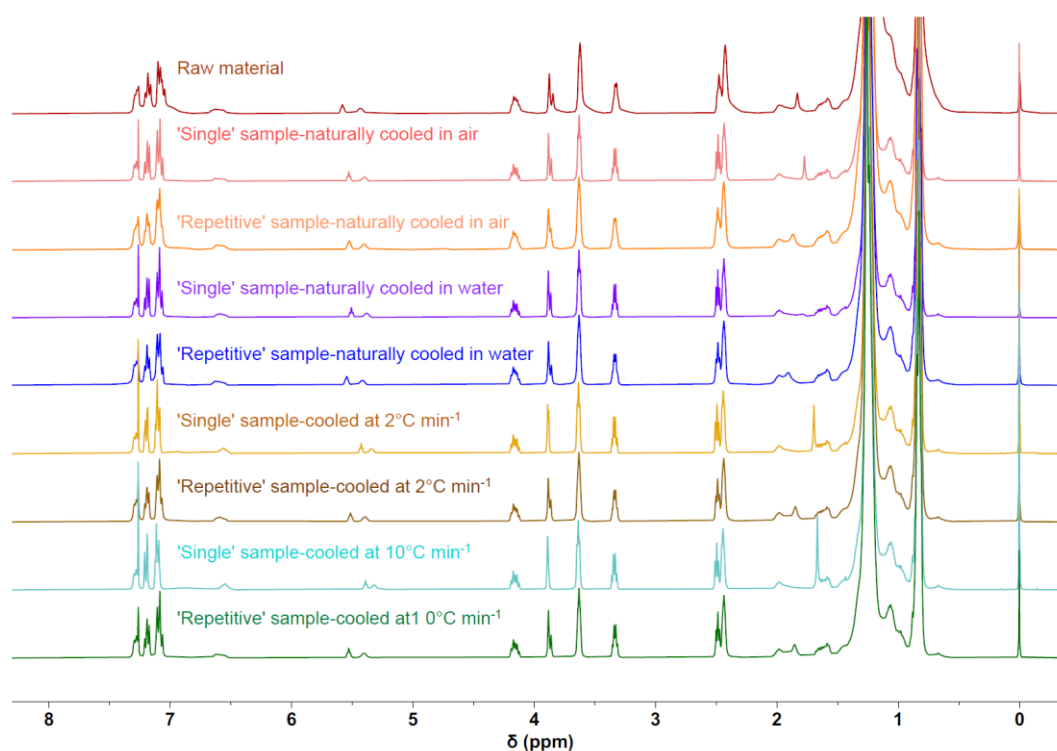 Raw material
'Single' sample-naturally cooled in air
'Repetitive' sample-naturally cooled in air
'Single' sample-naturally cooled in water
'Repetitive' sample-naturally cooled in water
'Single' sample-cooled at 2°C min⁻¹
'Repetitive' sample-cooled at 2°C min⁻¹
'Single' sample-cooled at 10°C min⁻¹
'Repetitive' sample-cooled at1 0°C min⁻¹
8 7 6 5 4 3 2 1 0
δ (ppm)